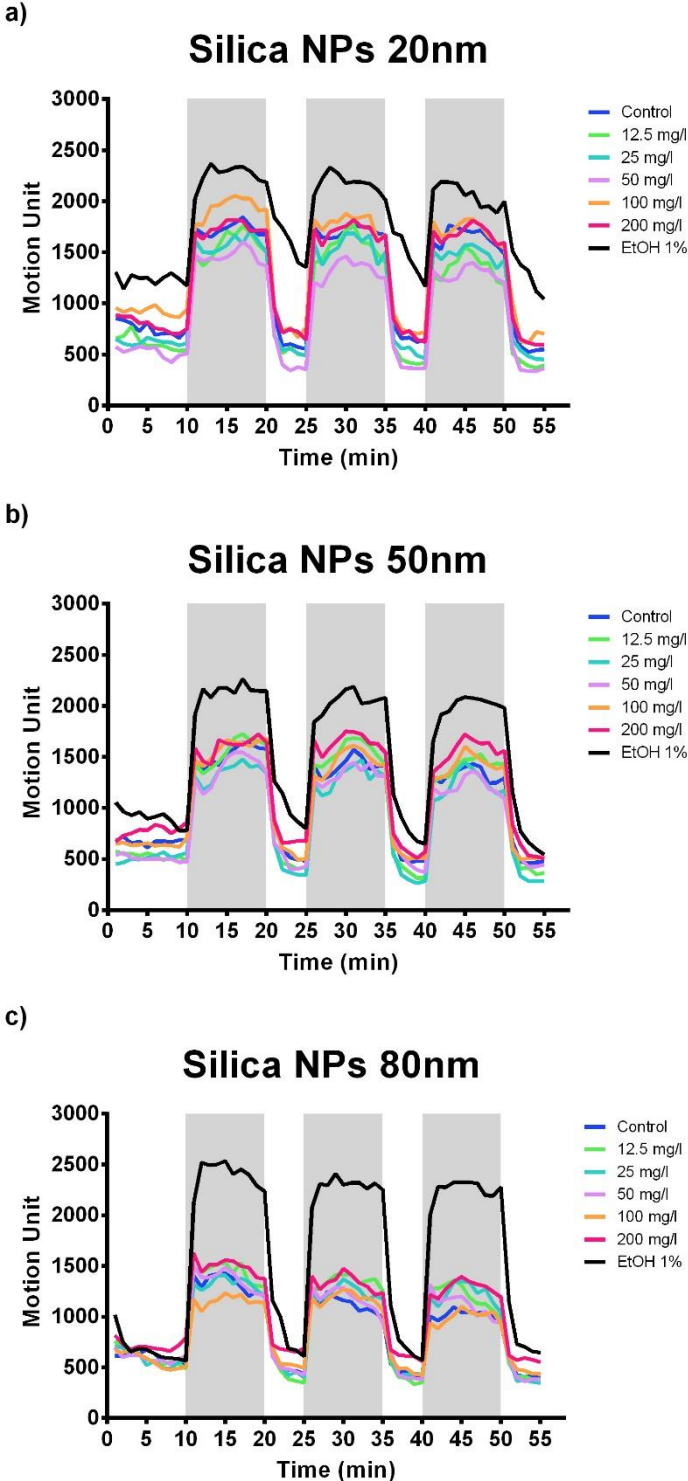 a)
Silica NPs 20nm
3000
2500
2000
1500
1000
500
0
Motion Unit
0 5 10 15 20 25 30 35 40 45 50 55
Time (min)
Control
12.5 mg/l
25 mg/l
50 mg/l
100 mg/l
200 mg/l
EtOH 1%
b)
Silica NPs 50nm
3000
2500
2000
1500
1000
500
0
Motion Unit
0 5 10 15 20 25 30 35 40 45 50 55
Time (min)
Control
12.5 mg/l
25 mg/l
50 mg/l
100 mg/l
200 mg/l
EtOH 1%
c)
Silica NPs 80nm
3000
2500
2000
1500
1000
500
0
Motion Unit
0 5 10 15 20 25 30 35 40 45 50 55
Time (min)
Control
12.5 mg/l
25 mg/l
50 mg/l
100 mg/l
200 mg/l
EtOH 1%